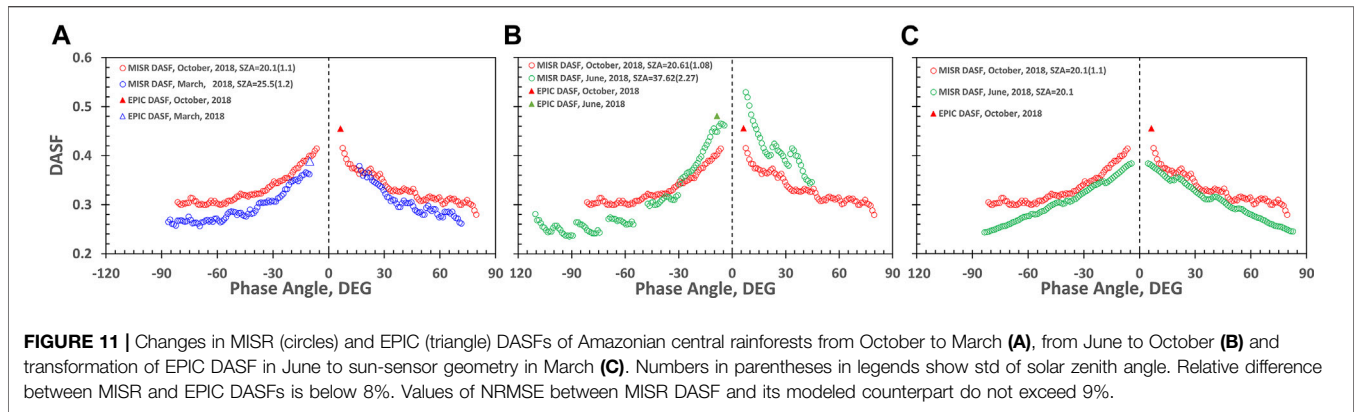 A
B
C
0.6
0.5
0.4
0.3
0.2
DASF
MISR DASF, October, 2018, SZA=20.1(1.1)
MISR DASF, March, 2018, SZA=25.5(1.2)
EPIC DASF, October, 2018
EPIC DASF, March, 2018
-120 -90 -60 -30 0 30 60 90
Phase Angle, DEG
MISR DASF, October, 2018, SZA=20.61(1.08)
MISR DASF, June, 2018, SZA=37.62(2.27)
EPIC DASF, October, 2018
EPIC DASF, June, 2018
-120 -90 -60 -30 0 30 60 90
Phase Angle, DEG
MISR DASF, October, 2018, SZA=20.1(1.1)
MISR DASF, June, 2018, SZA=20.1
EPIC DASF, October, 2018
-120 -90 -60 -30 0 30 60 90
Phase Angle, DEG
FIGURE 11 | Changes in MISR (circles) and EPIC (triangle) DASFs of Amazonian central rainforests from October to March (A), from June to October (B) and
transformation of EPIC DASF in June to sun-sensor geometry in March (C). Numbers in parentheses in legends show std of solar zenith angle. Relative difference
between MISR and EPIC DASFs is below 8%. Values of NRMSE between MISR DASF and its modeled counterpart do not exceed 9%.